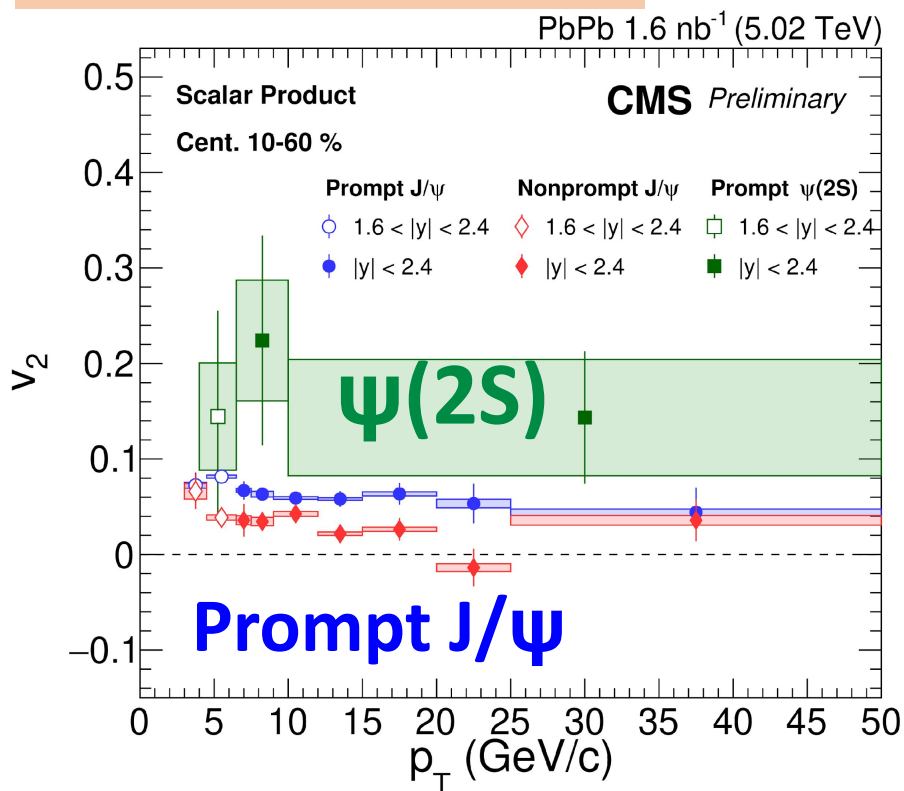 PbPb 1.6 nb⁻¹ (5.02 TeV)
Scalar Product
CMS Preliminary
Cent. 10-60 %
Prompt J/ψ Nonprompt J/ψ Prompt ψ(2S)
1.6 < |y| < 2.4 1.6 < |y| < 2.4 1.6 < |y| < 2.4
|y| < 2.4 |y| < 2.4 |y| < 2.4
0.5
0.4
0.3
0.2
0.1
0
−0.1
v₂
ψ(2S)
Prompt J/ψ
0 5 10 15 20 25 30 35 40 45 50
p_T (GeV/c)